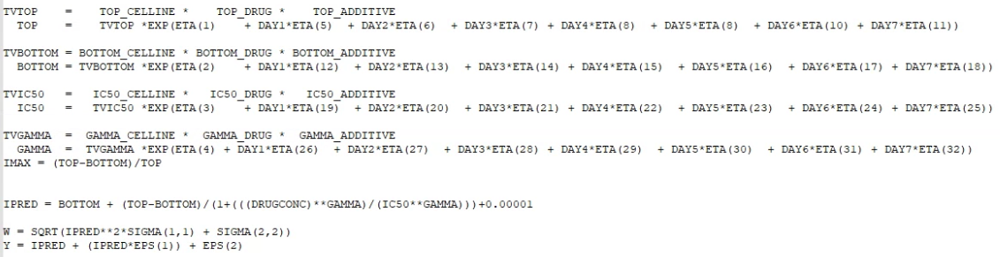 TVTOP = TOP_CELLINE * TOP_DRUG * TOP_ADDITIVE
TOP = TVTOP *EXP(ETA(1) + DAY1*ETA(5) + DAY2*ETA(6) + DAY3*ETA(7) + DAY4*ETA(8) + DAY5*ETA(8) + DAY6*ETA(10) + DAY7*ETA(11))
TVBOTTOM = BOTTOM_CELLINE * BOTTOM_DRUG * BOTTOM_ADDITIVE
BOTTOM = TVBOTTOM *EXP(ETA(2) + DAY1*ETA(12) + DAY2*ETA(13) + DAY3*ETA(14) + DAY4*ETA(15) + DAY5*ETA(16) + DAY6*ETA(17) + DAY7*ETA(18))
TVIC50 = IC50_CELLINE * IC50_DRUG * IC50_ADDITIVE
IC50 = TVIC50 *EXP(ETA(3) + DAY1*ETA(19) + DAY2*ETA(20) + DAY3*ETA(21) + DAY4*ETA(22) + DAY5*ETA(23) + DAY6*ETA(24) + DAY7*ETA(25))
TVGAMMA = GAMMA_CELLINE * GAMMA_DRUG * GAMMA_ADDITIVE
GAMMA = TVGAMMA *EXP(ETA(4) + DAY1*ETA(26) + DAY2*ETA(27) + DAY3*ETA(28) + DAY4*ETA(29) + DAY5*ETA(30) + DAY6*ETA(31) + DAY7*ETA(32))
IMAX = (TOP-BOTTOM)/TOP
IPRED = BOTTOM + (TOP-BOTTOM)/(1+(((DRUGCONC)**GAMMA)/(IC50**GAMMA)))+0.00001
W = SQRT(IPRED**2*SIGMA(1,1) + SIGMA(2,2))
Y = IPRED + (IPRED*EPS(1)) + EPS(2)